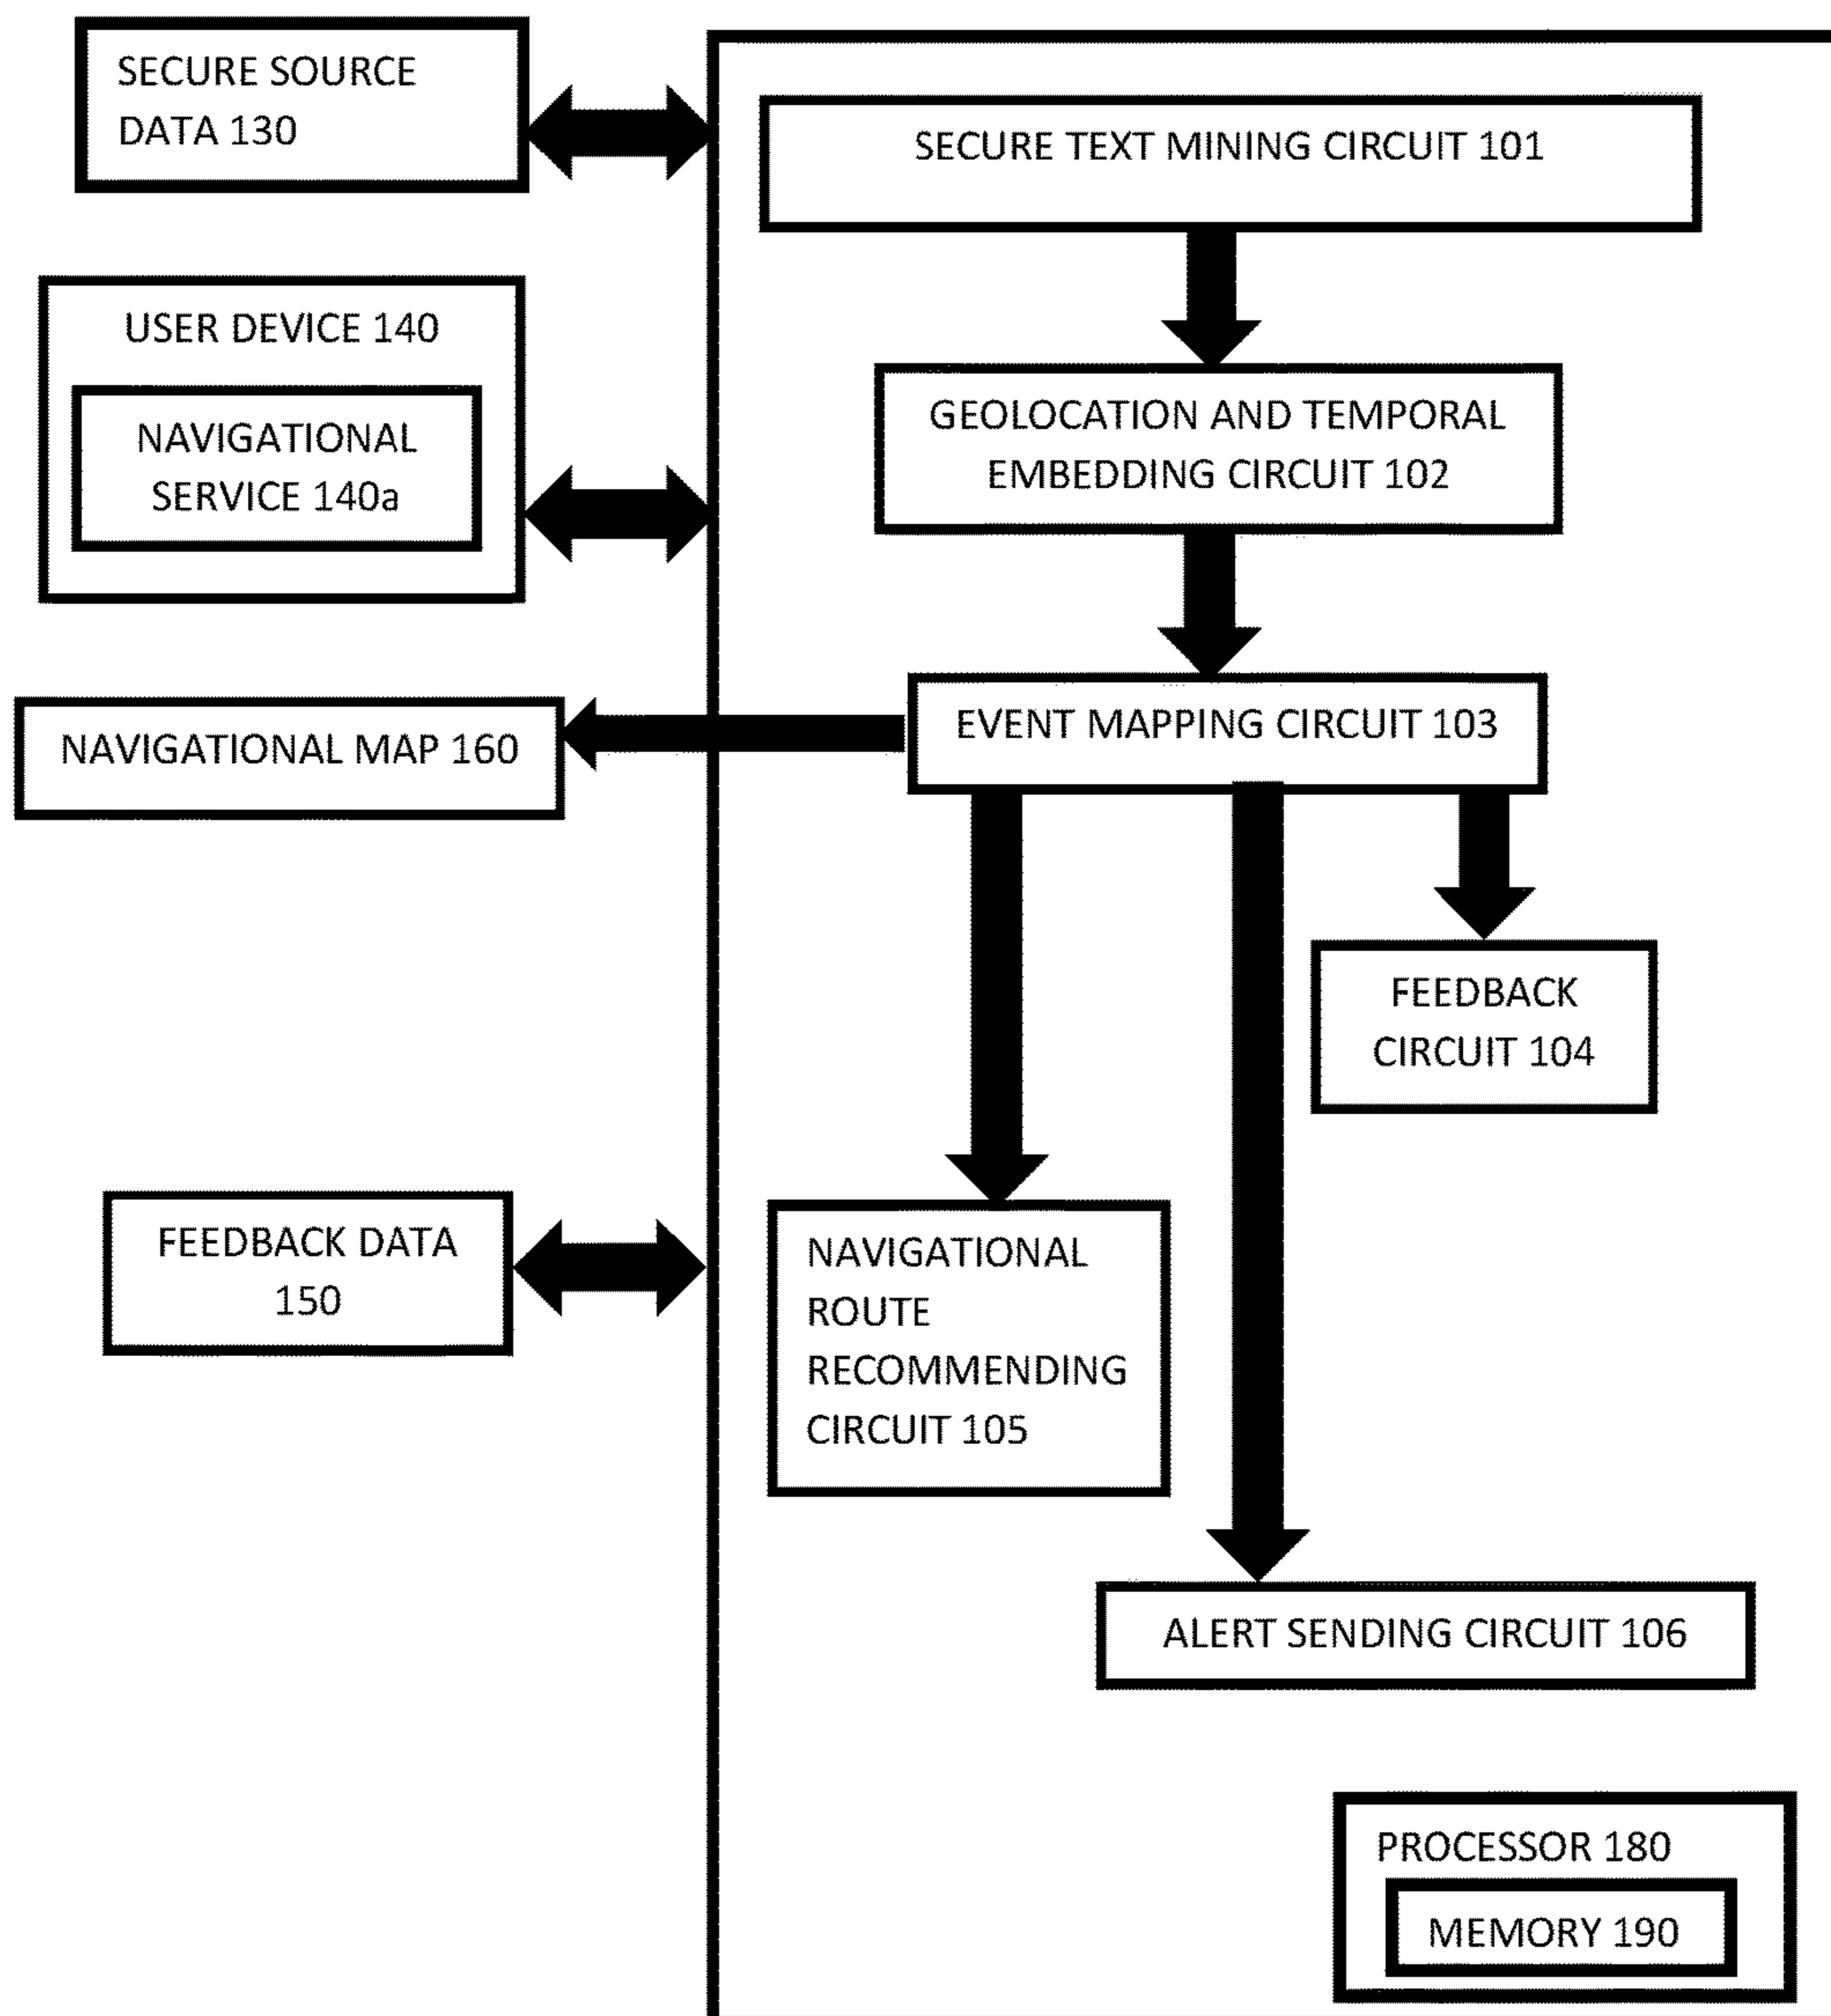 SECURE SOURCE
DATA 130
SECURE TEXT MINING CIRCUIT 101
USER DEVICE 140
NAVIGATIONAL
SERVICE 140a
GEOLOCATION AND TEMPORAL
EMBEDDING CIRCUIT 102
NAVIGATIONAL MAP 160
EVENT MAPPING CIRCUIT 103
FEEDBACK
CIRCUIT 104
FEEDBACK DATA
150
NAVIGATIONAL
ROUTE
RECOMMENDING
CIRCUIT 105
ALERT SENDING CIRCUIT 106
PROCESSOR 180
MEMORY 190